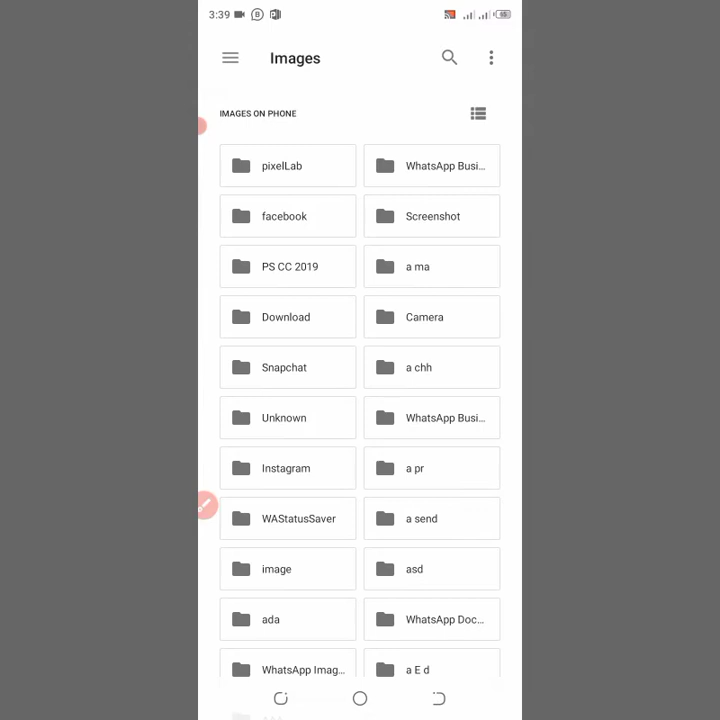 3:39
Images
IMAGES ON PHONE
pixelLab
WhatsApp Busi...
facebook
Screenshot
PS CC 2019
a ma
Download
Camera
Snapchat
a chh
Unknown
WhatsApp Busi...
Instagram
a pr
WAStatusSaver
a send
image
asd
ada
WhatsApp Doc...
WhatsApp Imag...
a E d